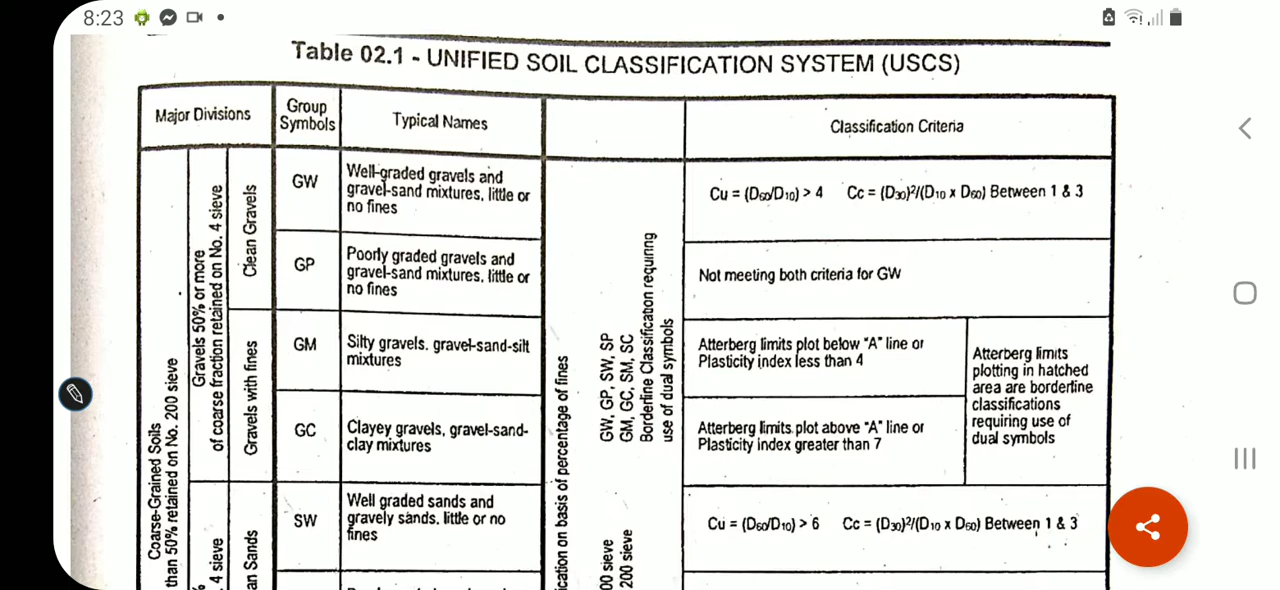 8:23
Table 02.1 - UNIFIED SOIL CLASSIFICATION SYSTEM (USCS)
Major Divisions
Group
Symbols
Typical Names
Classification Criteria
Coarse-Grained Soils
than 50% retained on No. 200 sieve
Gravels 50% or more
of coarse fraction retained on No. 4 sieve
Clean Gravels
GW
Well-graded gravels and
gravel-sand mixtures, little or
no fines
Cu = (D60/D10) > 4 Cc = (D30)²/(D10 x D60) Between 1 & 3
GP
Poorly graded gravels and
gravel-sand mixtures, little or
no fines
Not meeting both criteria for GW
Gravels with fines
GM
Silty gravels, gravel-sand-silt
mixtures
Atterberg limits plot below "A" line or
Plasticity index less than 4
GC
Clayey gravels, gravel-sand-
clay mixtures
Atterberg limits plot above "A" line or
Plasticity index greater than 7
Atterberg limits
plotting in hatched
area are borderline
classifications
requiring use of
dual symbols
4 sieve
Sands
SW
Well graded sands and
gravely sands, little or no
fines
Cu = (D60/D10) > 6 Cc = (D30)²/(D10 x D60) Between 1 & 3
on basis of percentage of fines
GW, GP, SW, SP
GM, GC, SM, SC
Borderline Classification requiring
use of dual symbols
sieve
200 sieve